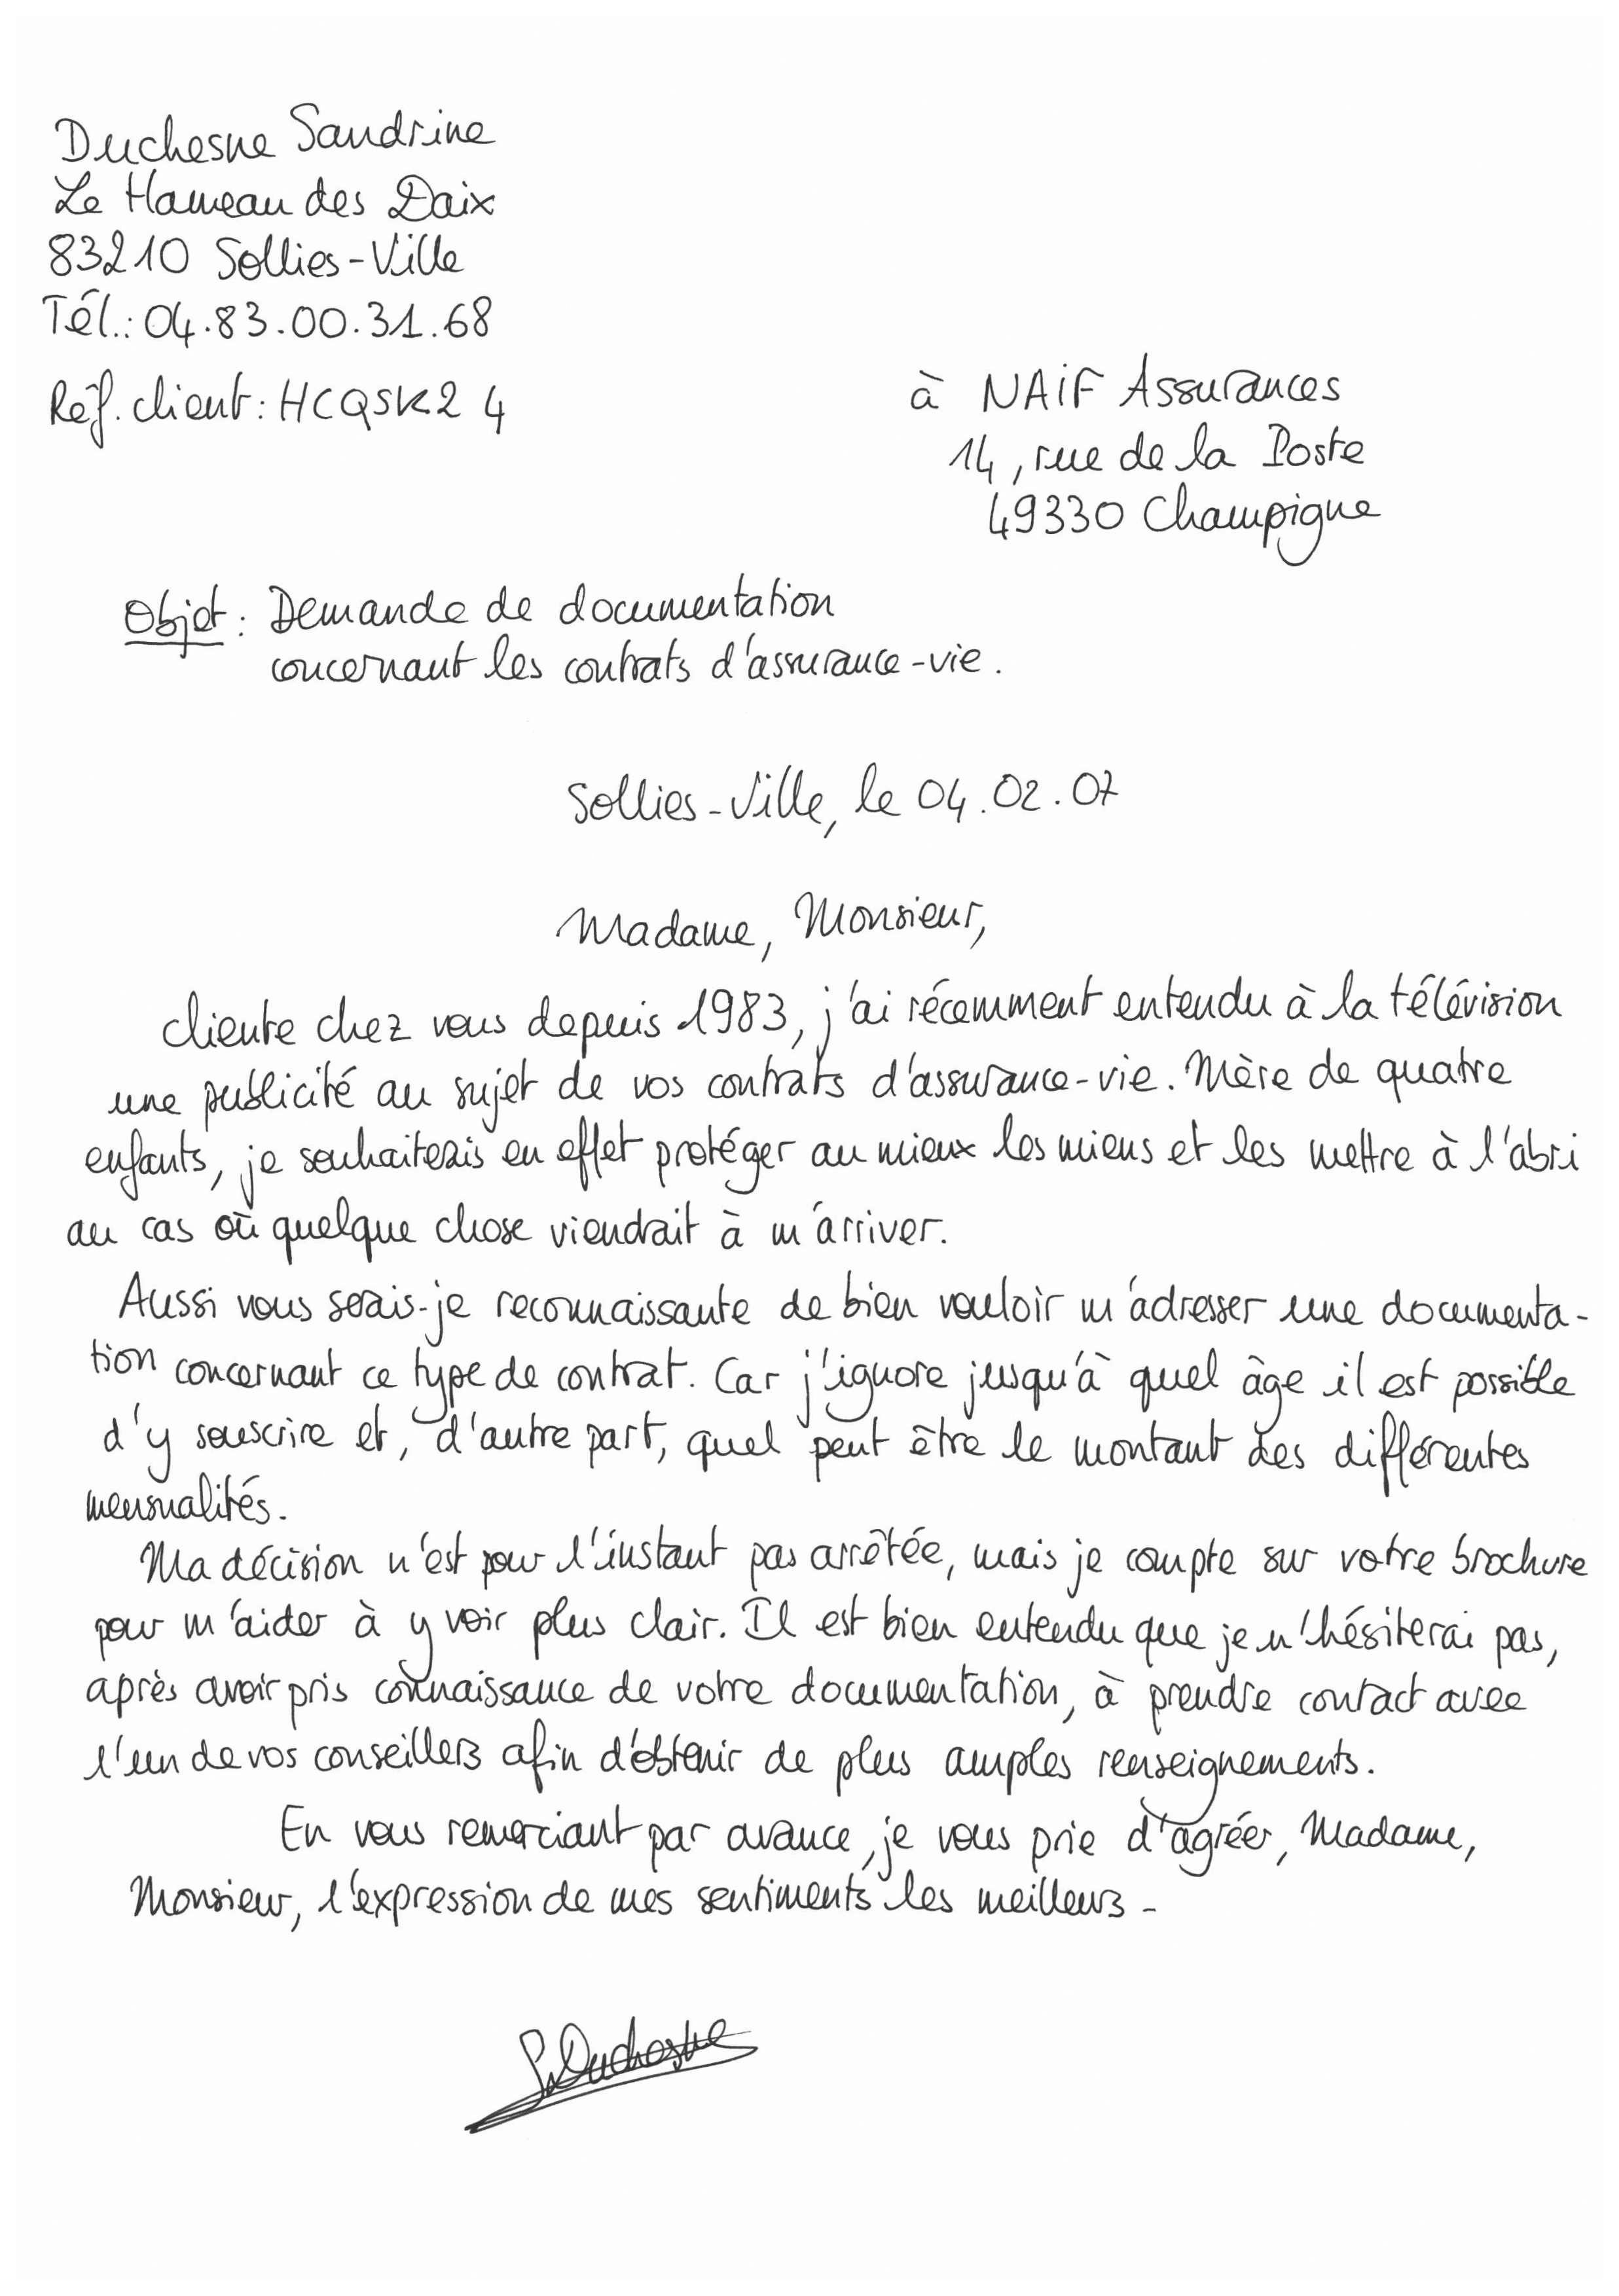 Duchesne Sandrine
Le Hameau des Daix
83210 Sollies-Ville
Tél.: 04.83.00.31.68
Réf. client: HCQSK24
à NAIF Assurances
14, rue de la Poste
49330 Champigne
Objet: Demande de documentation
concernant les contrats d'assurance-vie.
Sollies-Ville, le 04.02.07
Madame, Monsieur,
cliente chez vous depuis 1983, j'ai récemment entendu à la télévision
une publicité au sujet de vos contrats d'assurance-vie. Mère de quatre
enfants, je souhaiterais en effet protéger au mieux les miens et les mettre à l'abri
au cas où quelque chose viendrait à m'arriver.
Aussi vous serais-je reconnaissante de bien vouloir m'adresser une documenta-
tion concernant ce type de contrat. Car j'ignore jusqu'à quel âge il est possible
d'y souscrire et, d'autre part, quel peut être le montant des différentes
mensualités.
Ma décision n'est pour l'instant pas arrêtée, mais je compte sur votre brochure
pour m'aider à y voir plus clair. Il est bien entendu que je n'hésiterai pas,
après avoir pris connaissance de votre documentation, à prendre contact avec
l'un de vos conseillers afin d'obtenir de plus amples renseignements.
En vous remerciant par avance, je vous prie d'agréer, Madame,
Monsieur, l'expression de mes sentiments les meilleurs-
S.Duchesne